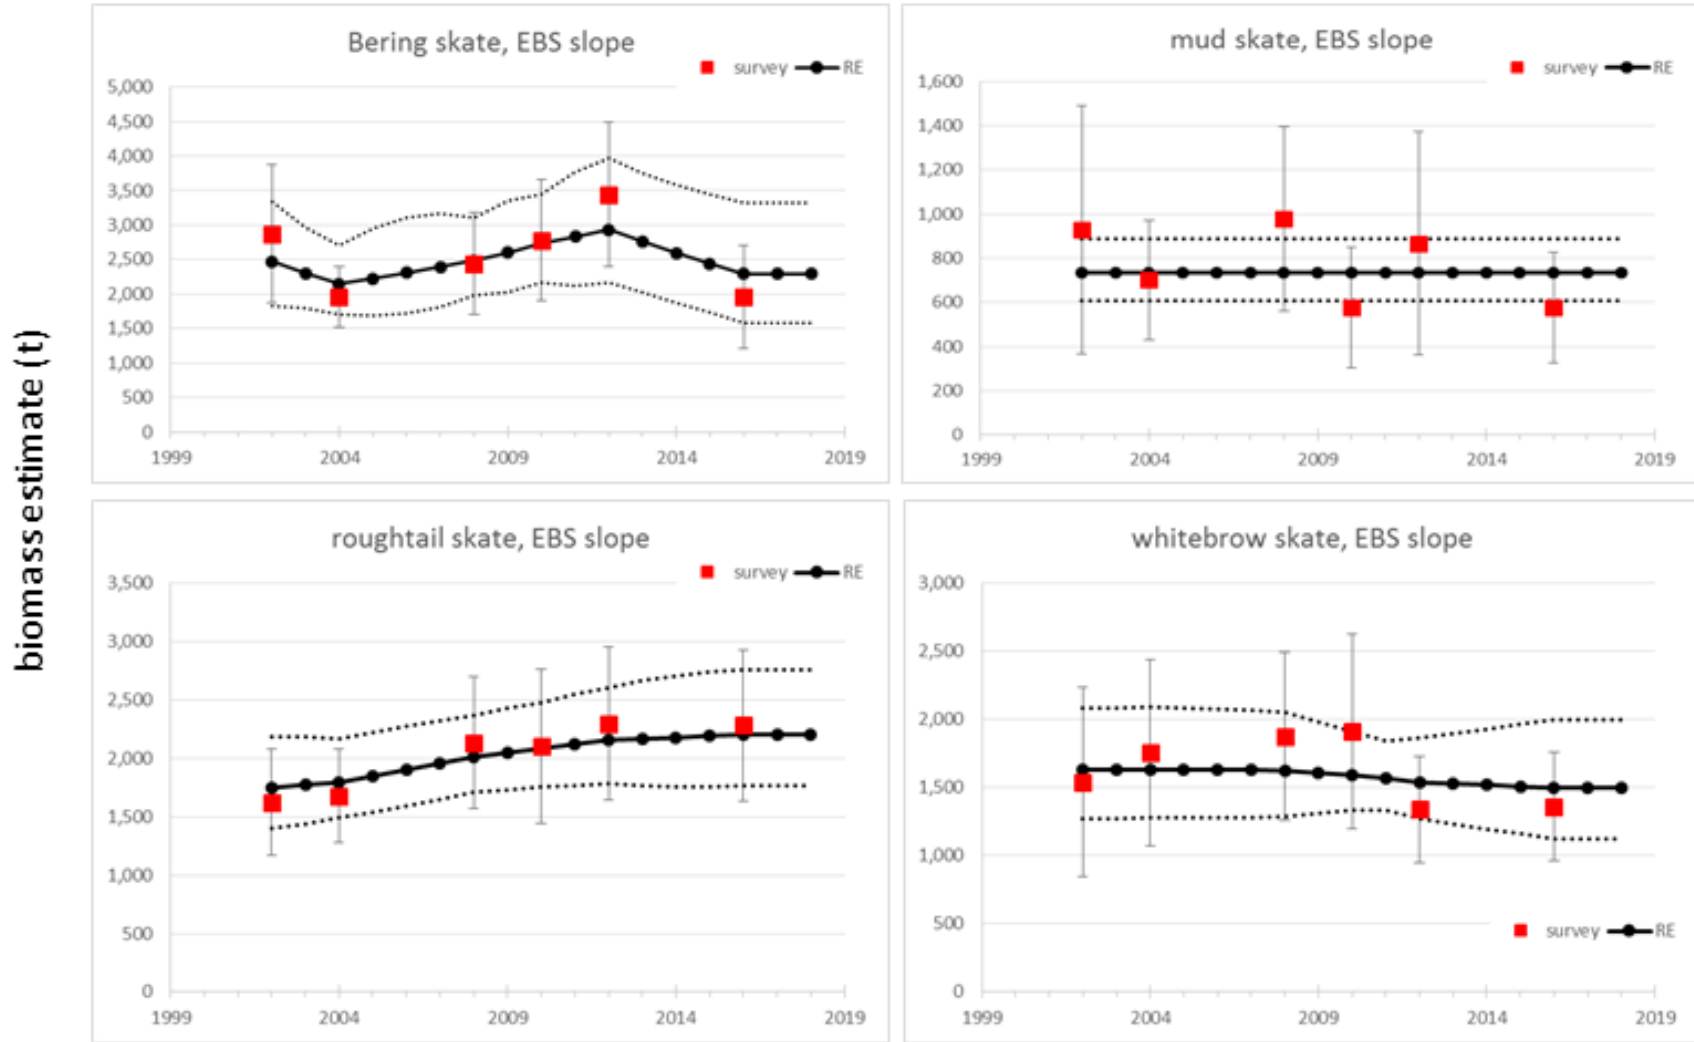 biomass estimate (t)
Bering skate, EBS slope
survey RE
5,000
4,500
4,000
3,500
3,000
2,500
2,000
1,500
1,000
500
0
1999 2004 2009 2014 2019
mud skate, EBS slope
survey RE
1,600
1,400
1,200
1,000
800
600
400
200
0
1999 2004 2009 2014 2019
roughtail skate, EBS slope
survey RE
3,500
3,000
2,500
2,000
1,500
1,000
500
0
1999 2004 2009 2014 2019
whitebrow skate, EBS slope
3,000
2,500
2,000
1,500
1,000
500
survey RE
0
1999 2004 2009 2014 2019